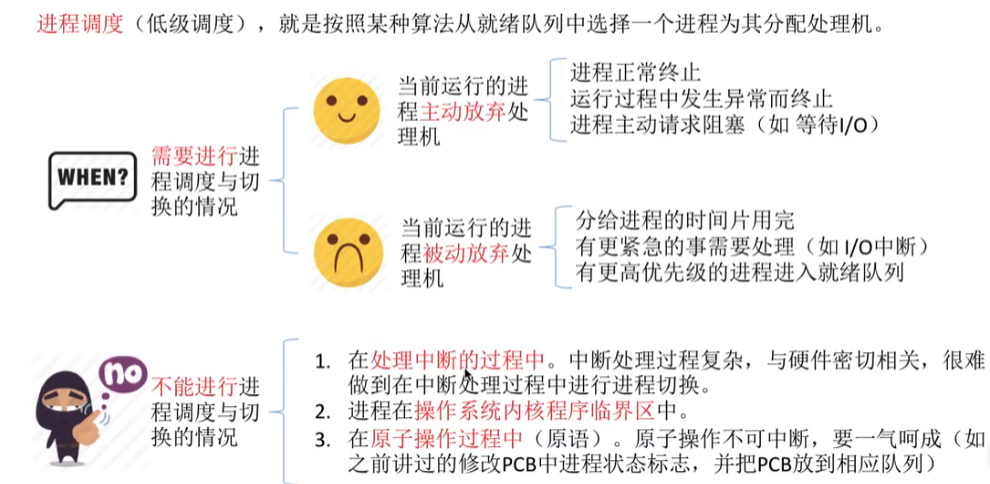 进程调度（低级调度），就是按照某种算法从就绪队列中选择一个进程为其分配处理机。
WHEN?
需要进行进
程调度与切
换的情况
当前运行的进
程主动放弃处
理机
进程正常终止
运行过程中发生异常而终止
进程主动请求阻塞（如 等待I/O）
当前运行的进
程被动放弃处
理机
分给进程的时间片用完
有更紧急的事需要处理（如 I/O中断）
有更高优先级的进程进入就绪队列
no
不能进行进
程调度与切
换的情况
1. 在处理中断的过程中。中断处理过程复杂，与硬件密切相关，很难
做到在中断处理过程中进行进程切换。
2. 进程在操作系统内核程序临界区中。
3. 在原子操作过程中（原语）。原子操作不可中断，要一气呵成（如
之前讲过的修改PCB中进程状态标志，并把PCB放到相应队列）